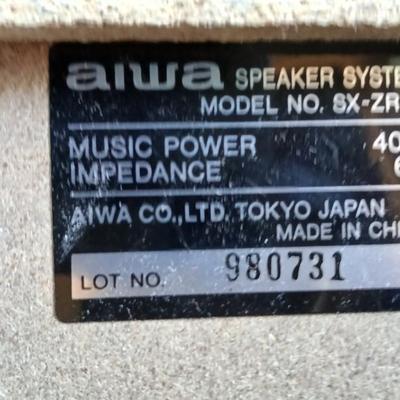 aiwa SPEAKER SYSTE
MODEL NO. SX-ZR
MUSIC POWER 40
IMPEDANCE 6
AIWA CO.,LTD. TOKYO JAPAN
MADE IN CHI
LOT NO. 980731